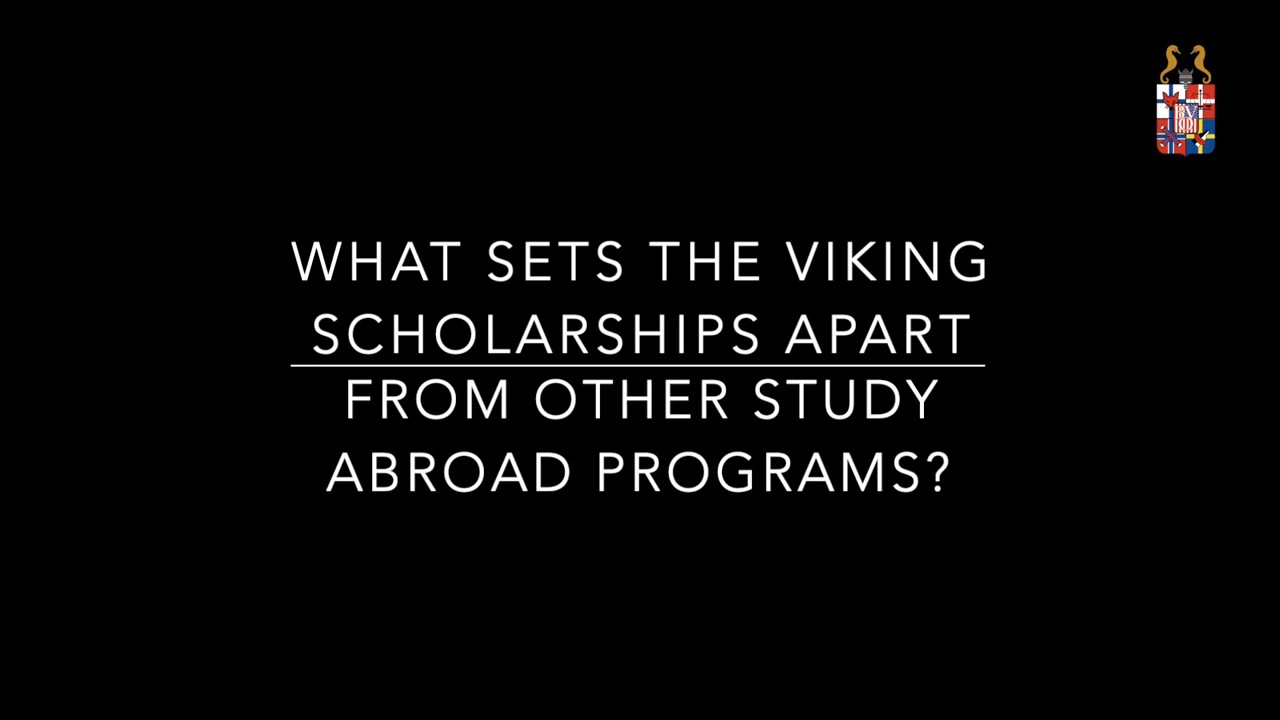 WHAT SETS THE VIKING
SCHOLARSHIPS APART
FROM OTHER STUDY
ABROAD PROGRAMS?